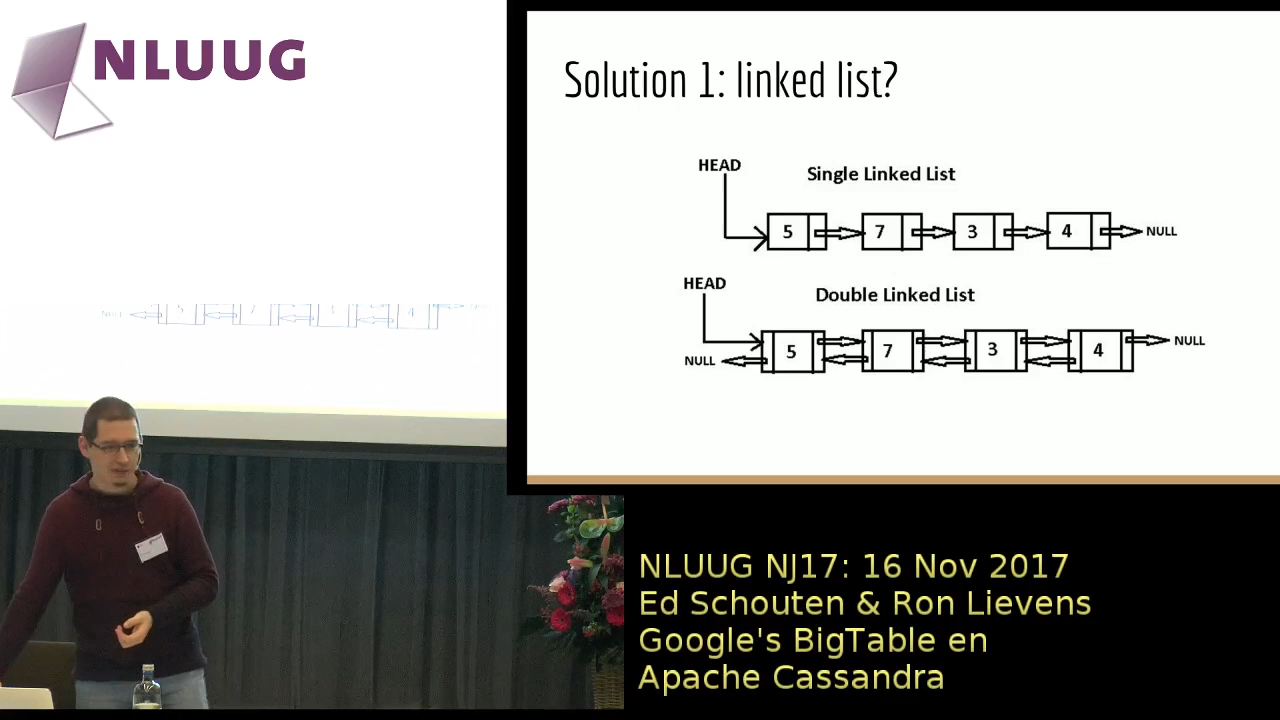 NLUUG
Solution 1: linked list?
HEAD
Single Linked List
5 7 3 4 NULL
HEAD
Double Linked List
NULL 5 7 3 4 NULL
NULL
4
NLUUG NJ17: 16 Nov 2017
Ed Schouten & Ron Lievens
Google's BigTable en
Apache Cassandra